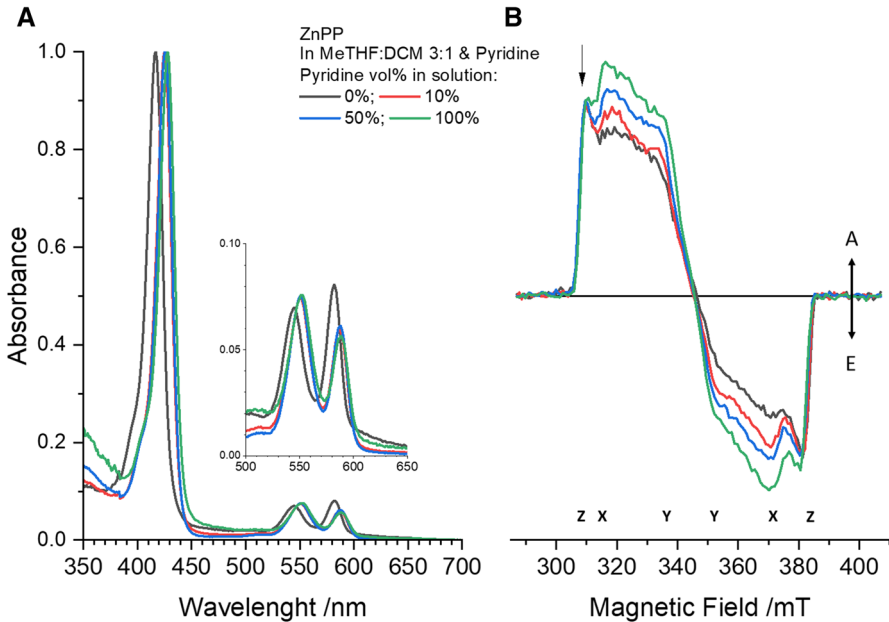 A
B
ZnPP
In MeTHF:DCM 3:1 & Pyridine
Pyridine vol% in solution:
0%; 10%
50%; 100%
Absorbance
1.0
0.8
0.6
0.4
0.2
0.0
0.10
0.05
0.00
500 550 600 650
350 400 450 500 550 600 650 700
Wavelenght /nm
A
E
Z X Y Y X Z
300 320 340 360 380 400
Magnetic Field /mT